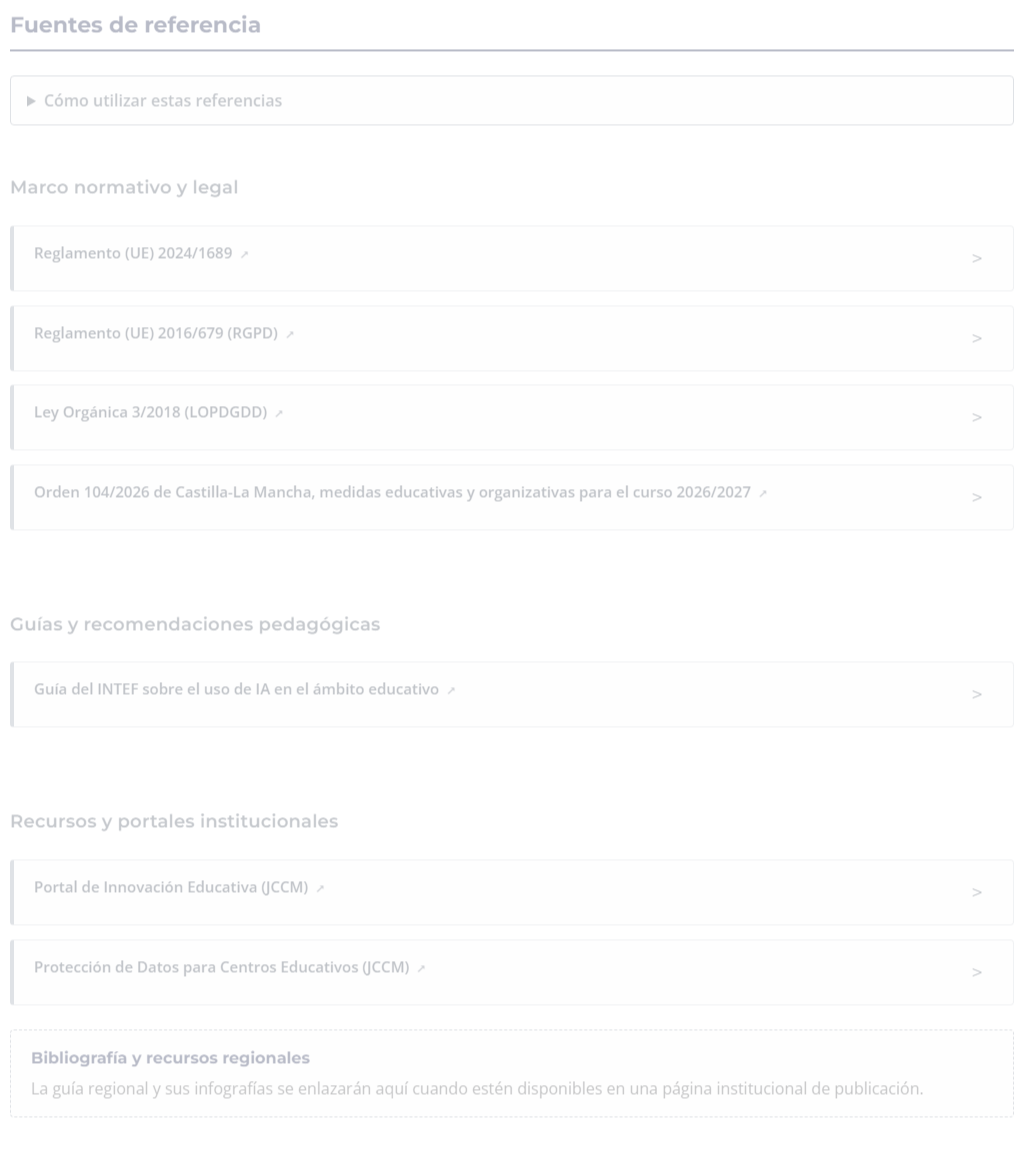 Fuentes de referencia
▶ Cómo utilizar estas referencias
Marco normativo y legal
Reglamento (UE) 2024/1689 ↗
>
Reglamento (UE) 2016/679 (RGPD) ↗
>
Ley Orgánica 3/2018 (LOPDGDD) ↗
>
Orden 104/2026 de Castilla-La Mancha, medidas educativas y organizativas para el curso 2026/2027 ↗
>
Guías y recomendaciones pedagógicas
Guía del INTEF sobre el uso de IA en el ámbito educativo ↗
>
Recursos y portales institucionales
Portal de Innovación Educativa (JCCM) ↗
>
Protección de Datos para Centros Educativos (JCCM) ↗
>
Bibliografía y recursos regionales
La guía regional y sus infografías se enlazarán aquí cuando estén disponibles en una página institucional de publicación.